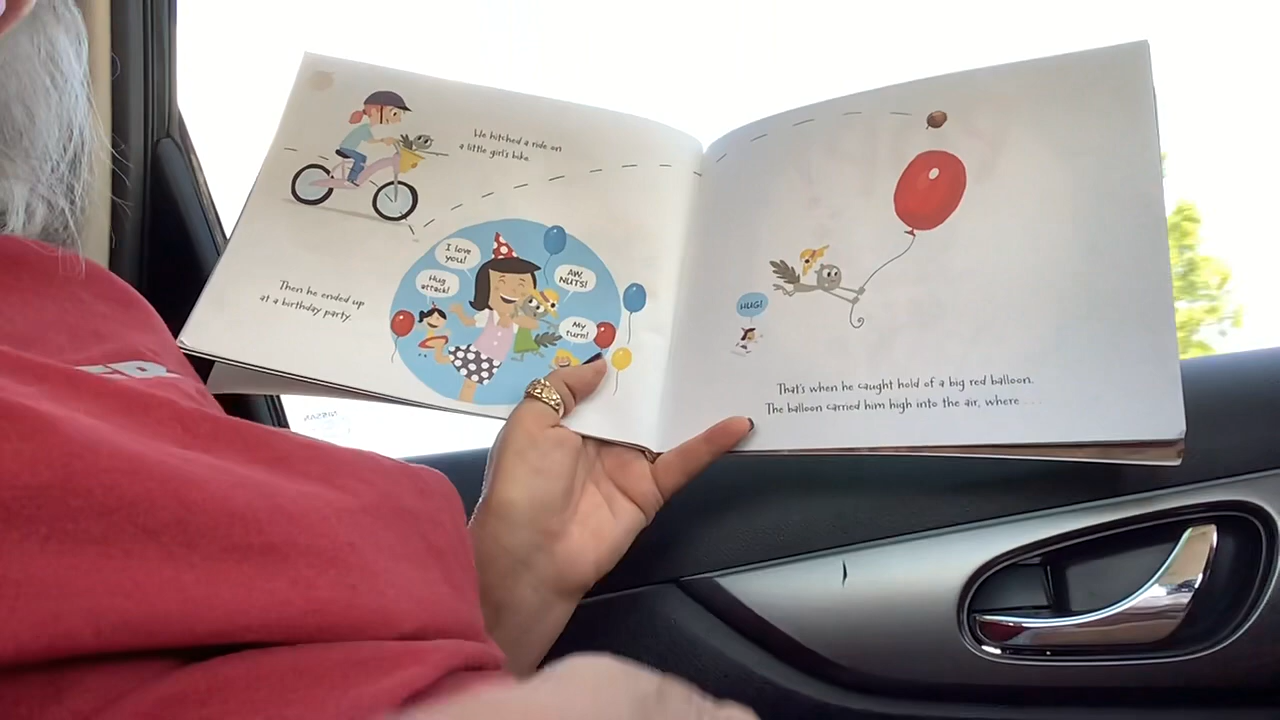 He hitched a ride on
a little girl's bike.
Then he ended up
at a birthday party.
I love
you!
Hug
attack!
AW,
NUTS!
My
turn!
HUG!
That's when he caught hold of a big red balloon.
The balloon carried him high into the air, where . . .